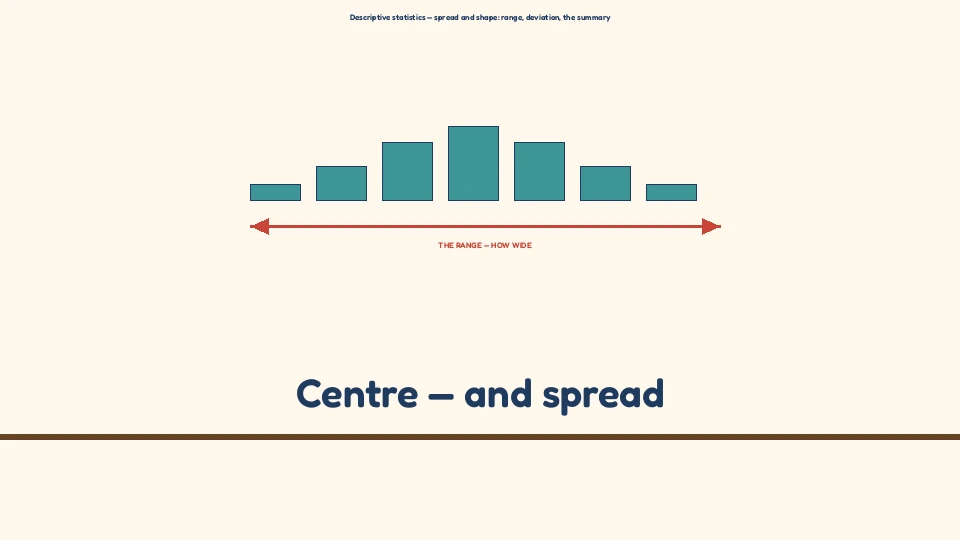 Descriptive statistics — spread and shape: range, deviation, the summary
THE RANGE — HOW WIDE
Centre — and spread